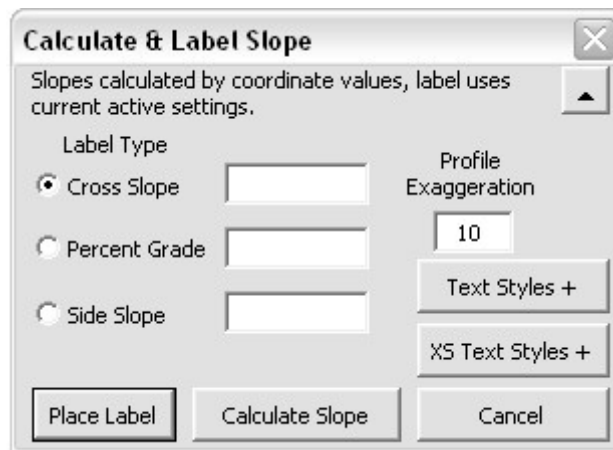 Calculate & Label Slope
Slopes calculated by coordinate values, label uses
current active settings.
Label Type
Cross Slope
Percent Grade
Side Slope
Profile
Exaggeration
10
Text Styles +
XS Text Styles +
Place Label
Calculate Slope
Cancel